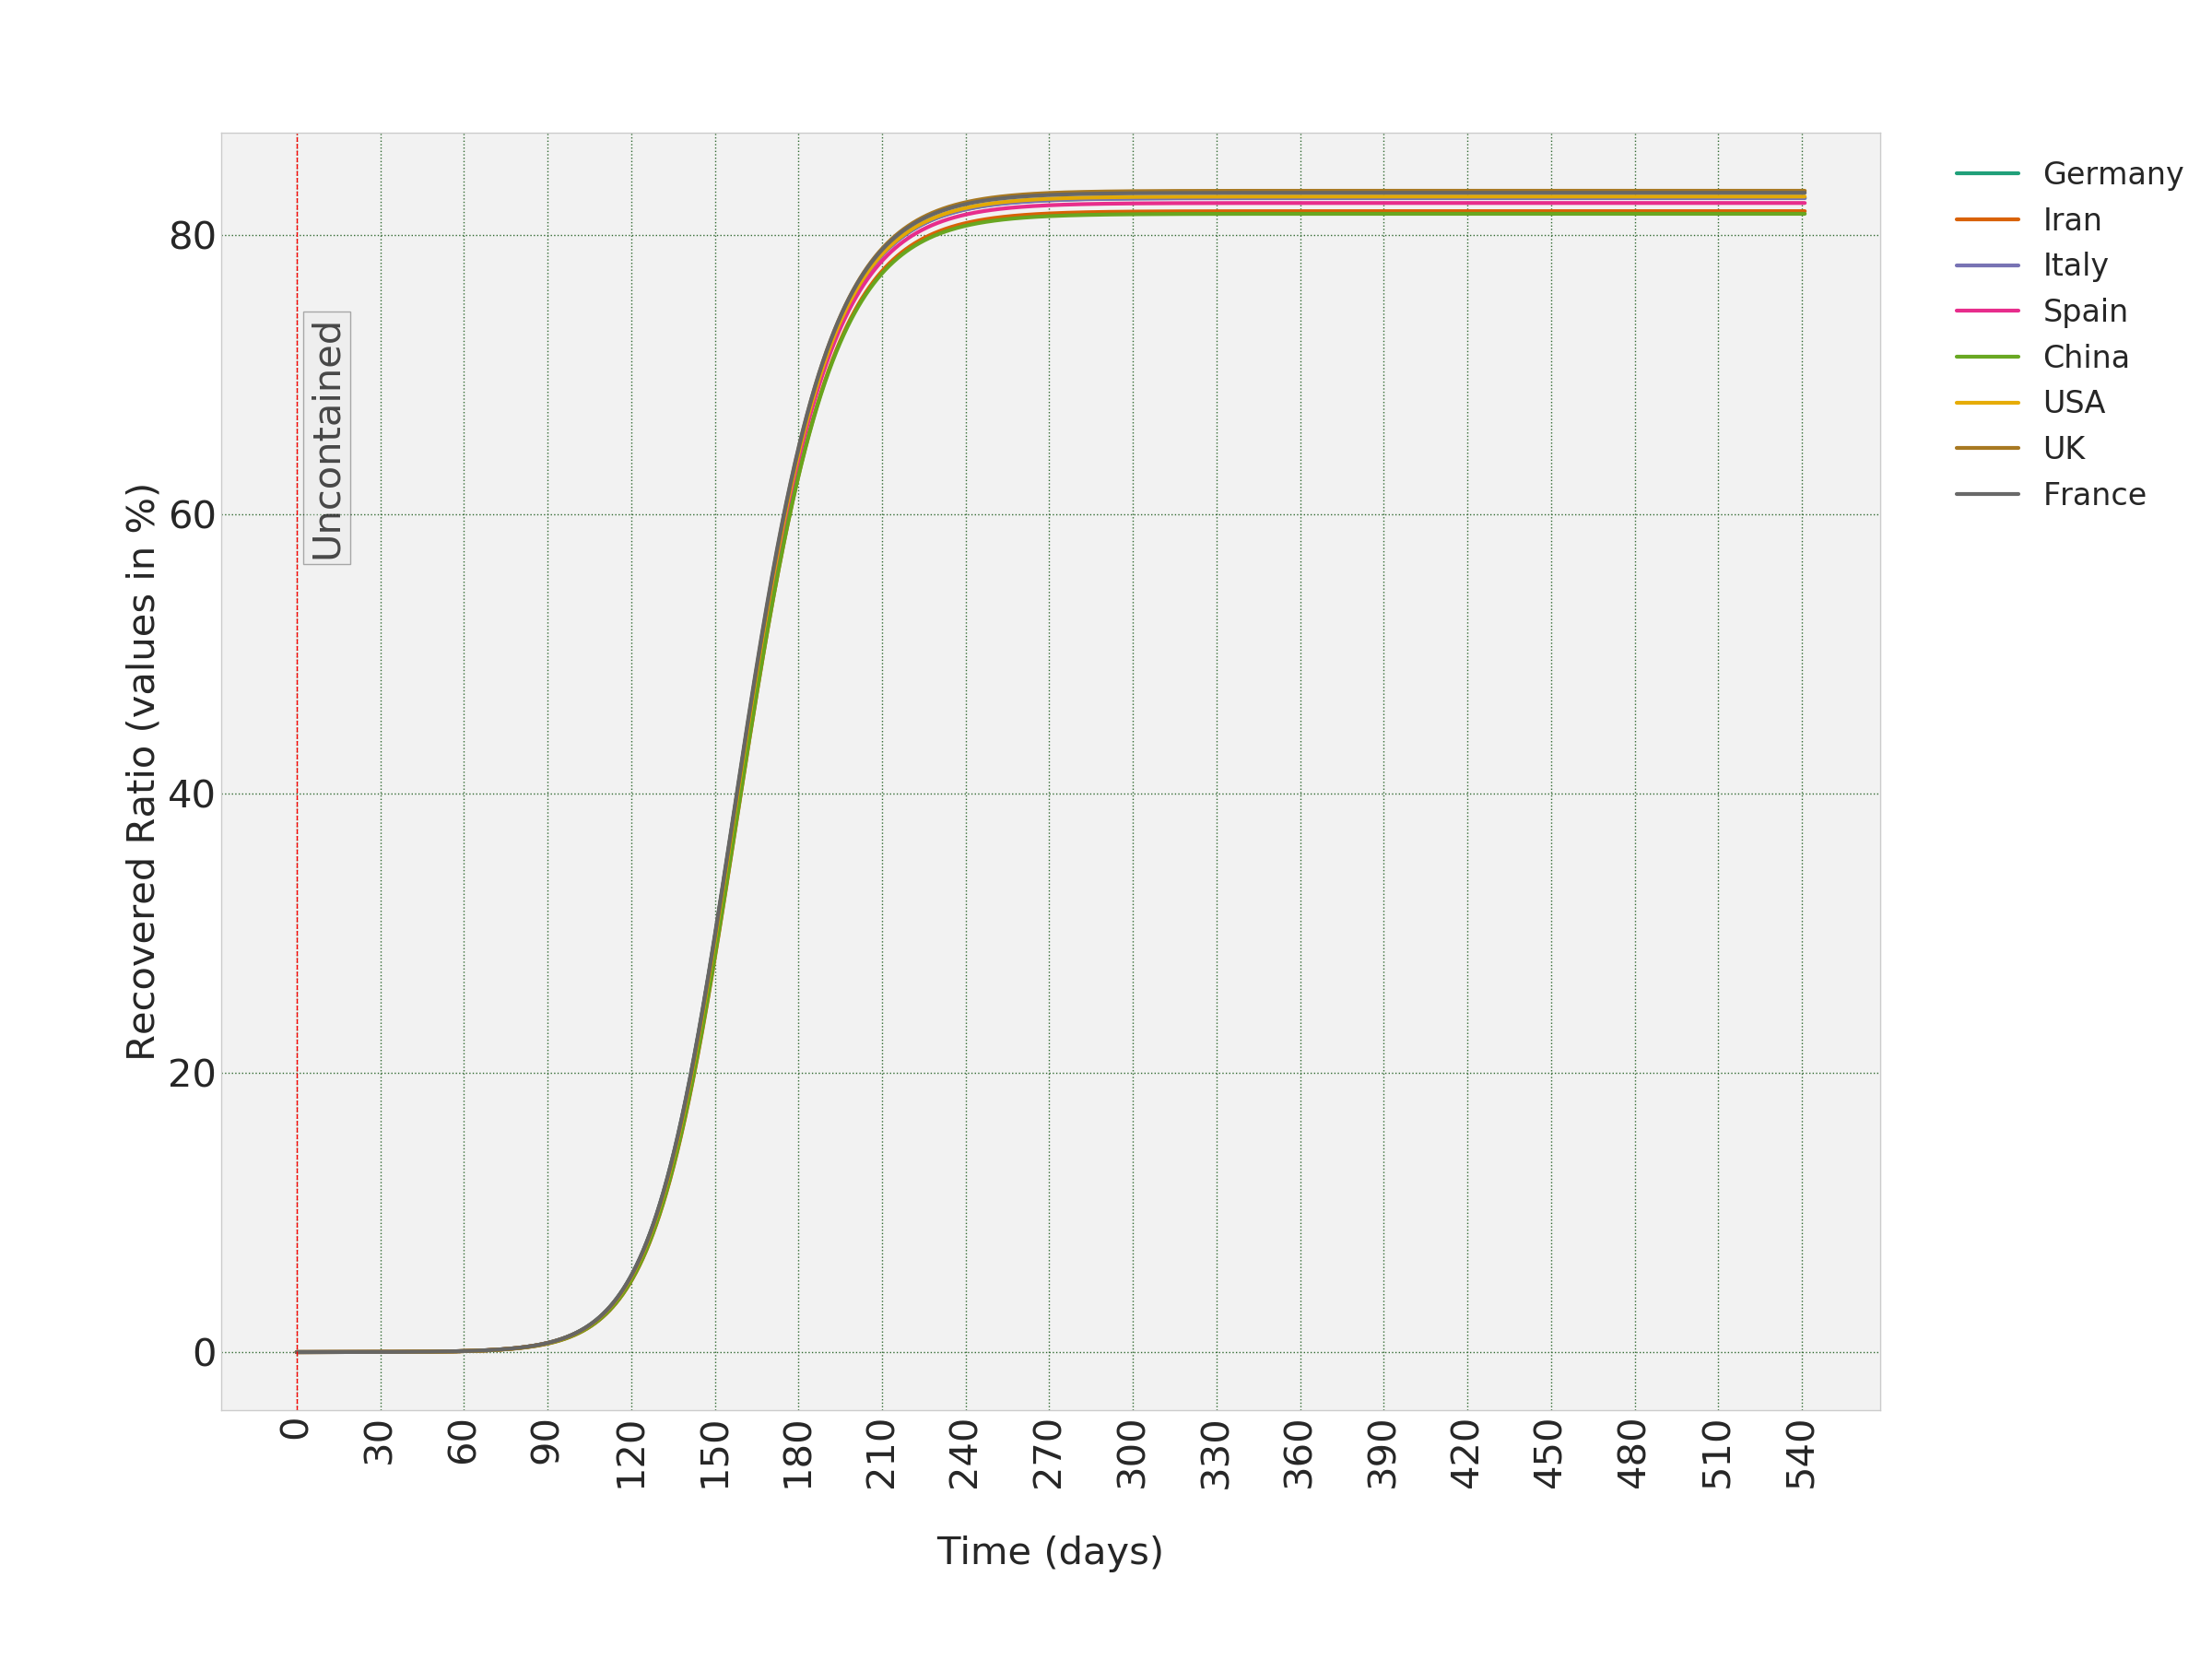 Recovered Ratio (values in %)
80
60
40
20
0
Uncontained
0 30 60 90 120 150 180 210 240 270 300 330 360 390 420 450 480 510 540
Time (days)
Germany
Iran
Italy
Spain
China
USA
UK
France